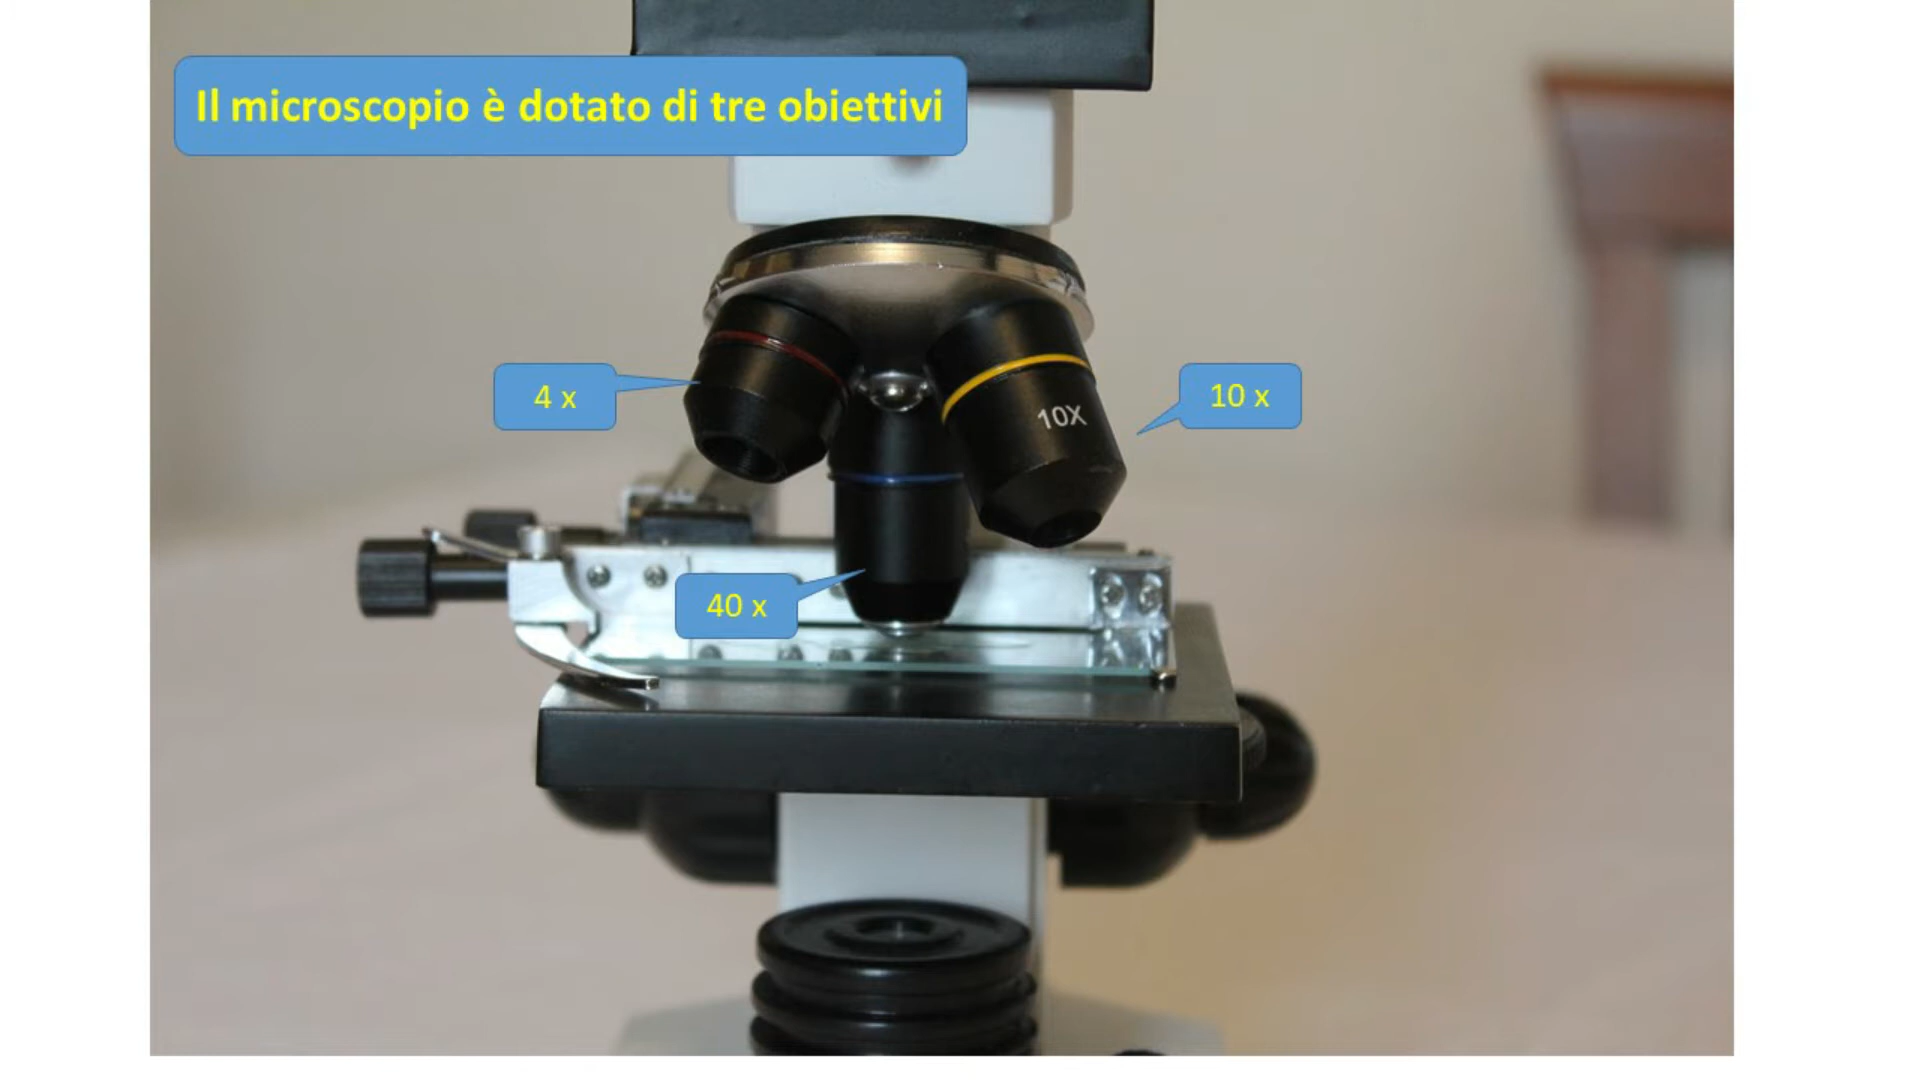 Il microscopio è dotato di tre obiettivi
4 x
10 x
10X
40 x